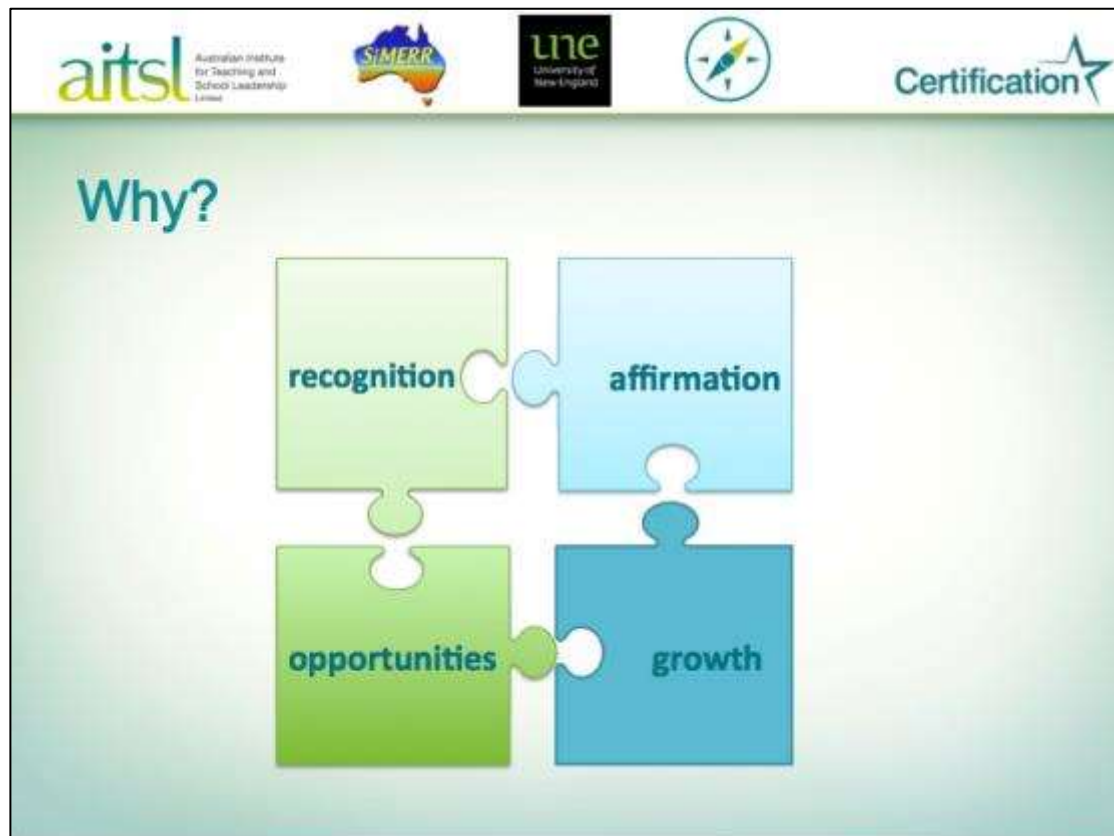 aitsl
Australian Institute
for Teaching and
School Leadership
Limited
SiMERR
une
University of
New England
Certification
Why?
recognition
affirmation
opportunities
growth